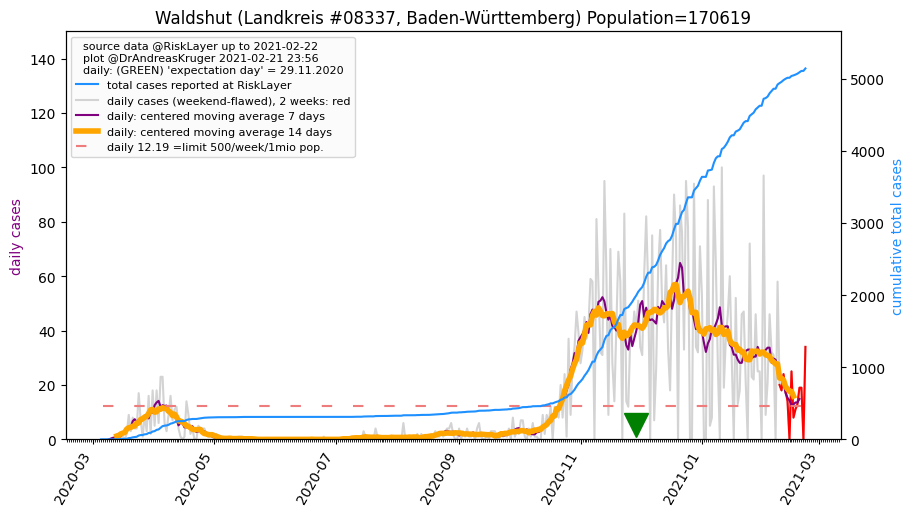 Waldshut (Landkreis #08337, Baden-Württemberg) Population=170619
source data @RiskLayer up to 2021-02-22
plot @DrAndreasKruger 2021-02-21 23:56
daily: (GREEN) 'expectation day' = 29.11.2020
total cases reported at RiskLayer
daily cases (weekend-flawed), 2 weeks: red
daily: centered moving average 7 days
daily: centered moving average 14 days
daily 12.19 =limit 500/week/1mio pop.
daily cases
140
120
100
80
60
40
20
0
cumulative total cases
5000
4000
3000
2000
1000
0
2020-03
2020-05
2020-07
2020-09
2020-11
2021-01
2021-03